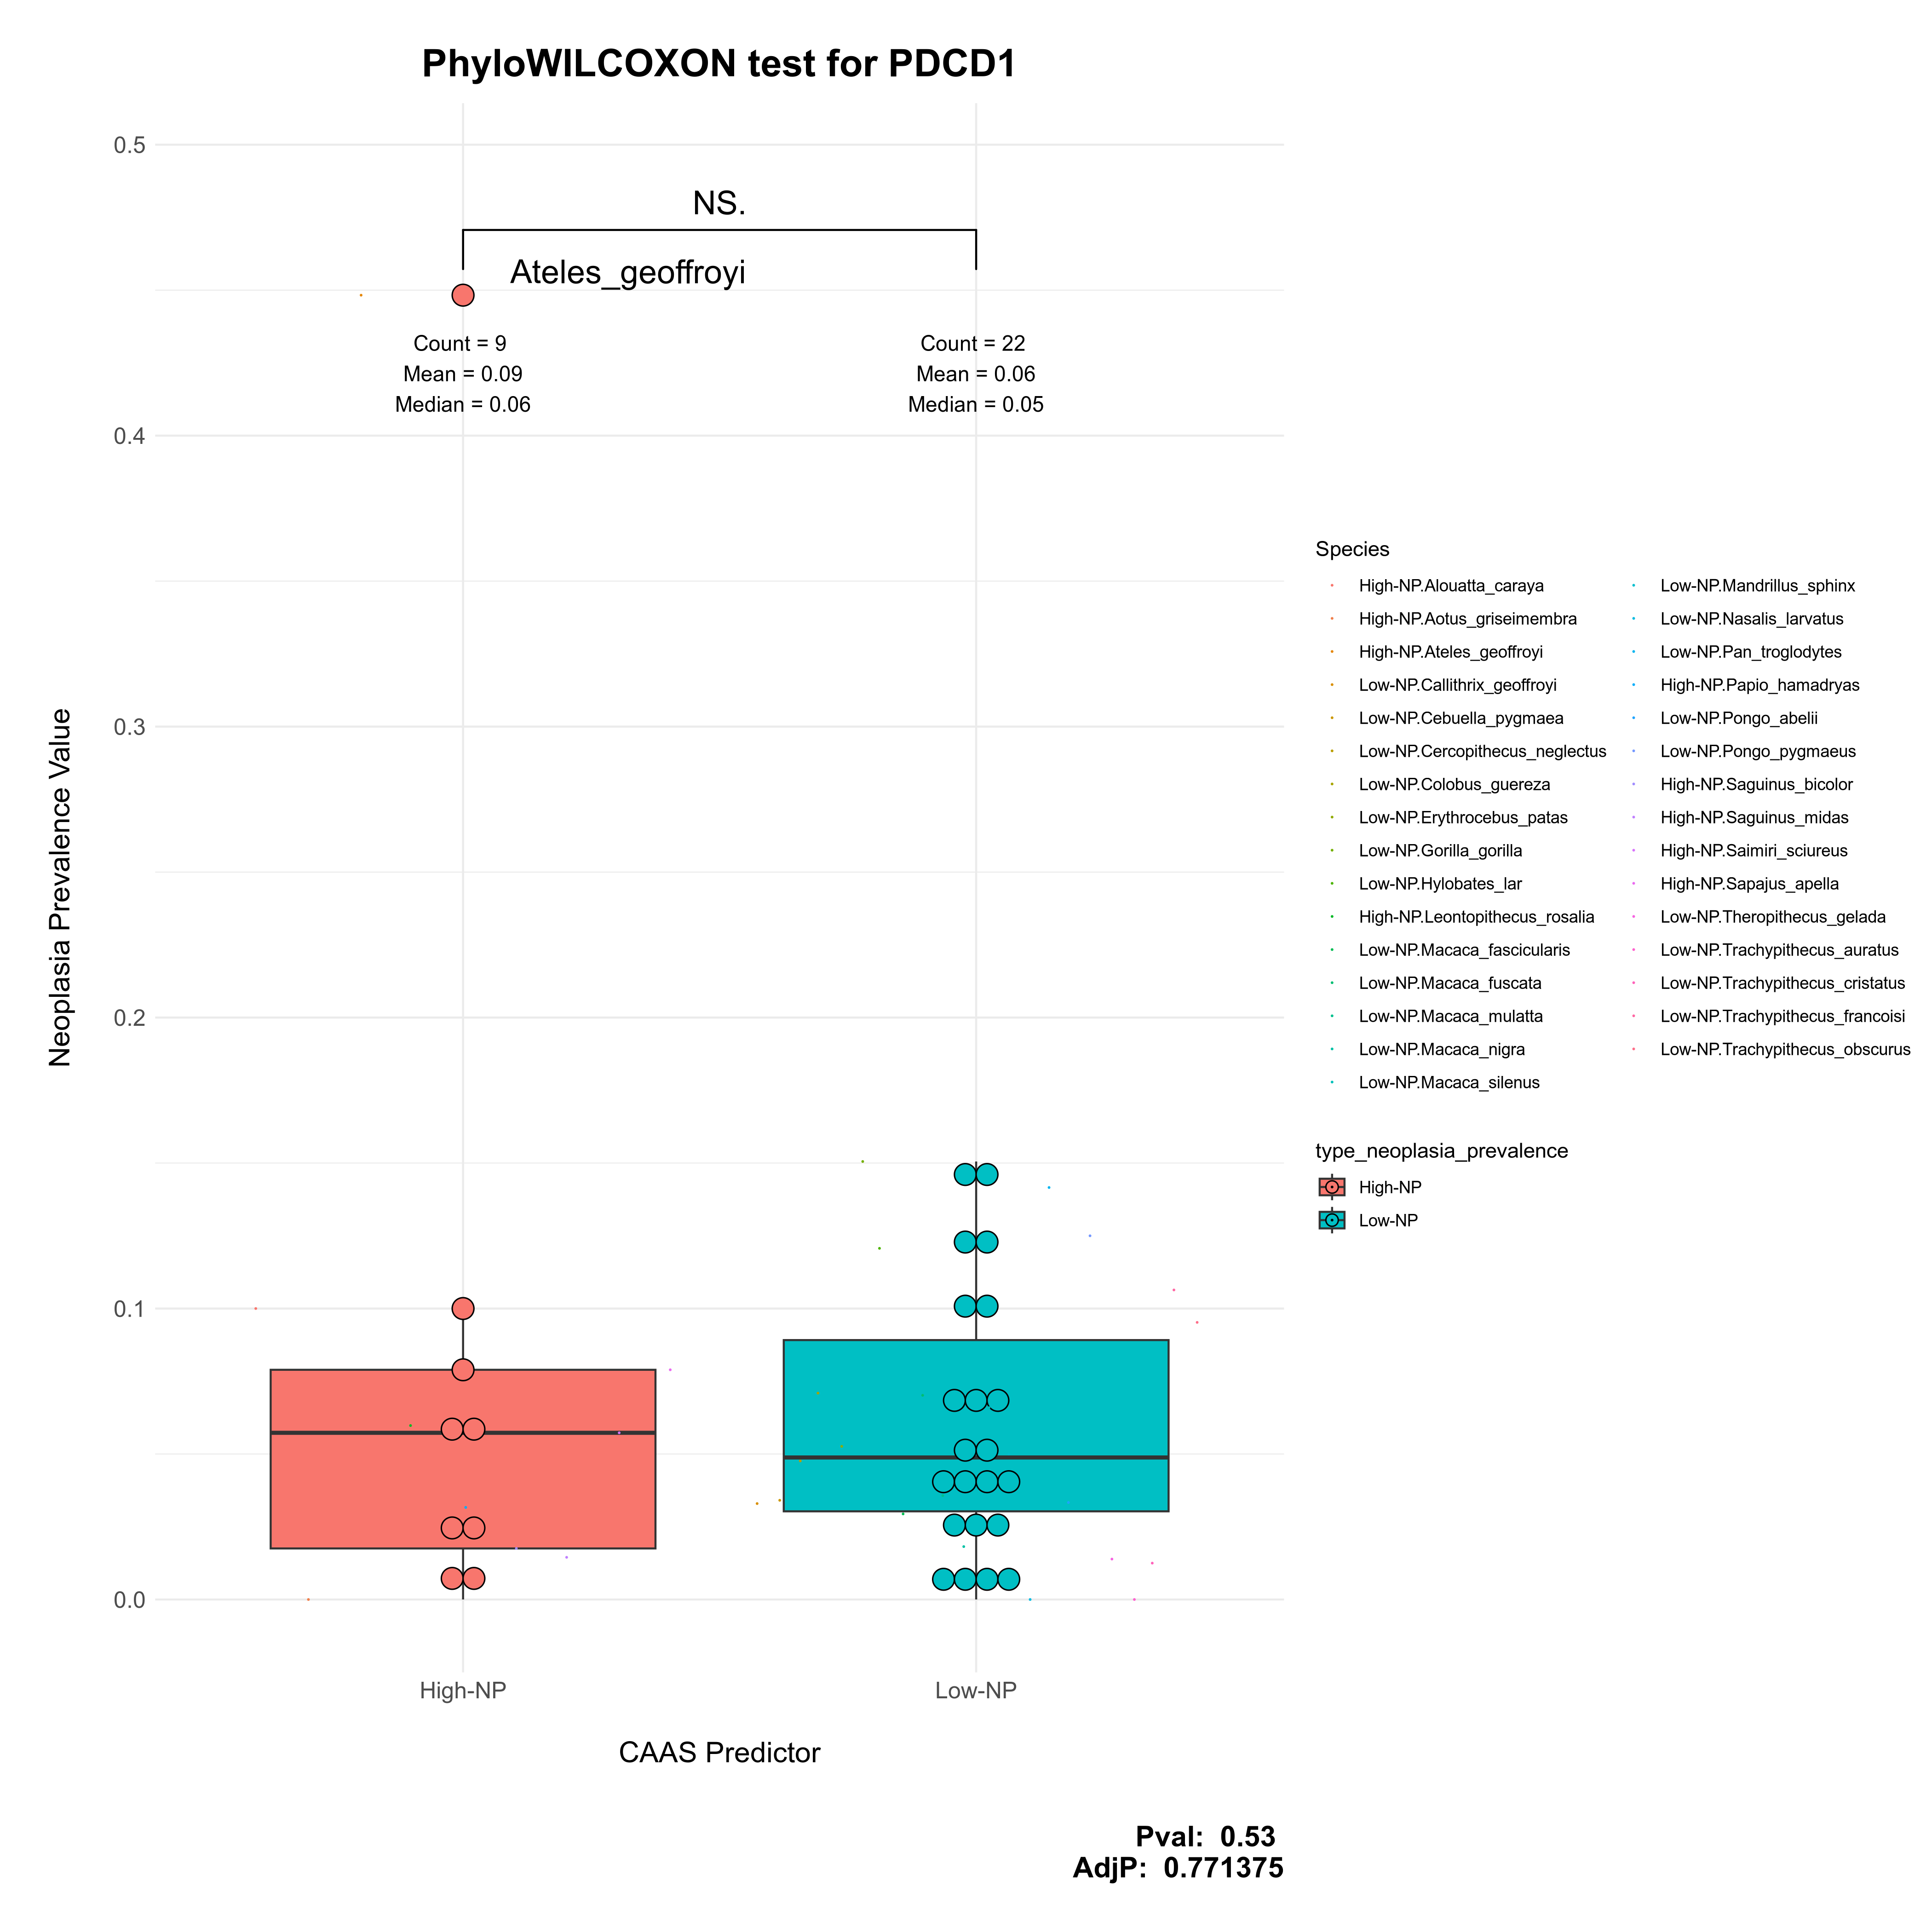 PhyloWILCOXON test for PDCD1
0.5
0.4
0.3
0.2
0.1
0.0
Neoplasia Prevalence Value
NS.
Ateles_geoffroyi
Count = 9
Mean = 0.09
Median = 0.06
Count = 22
Mean = 0.06
Median = 0.05
High-NP
Low-NP
CAAS Predictor
Species
High-NP.Alouatta_caraya
High-NP.Aotus_griseimembra
High-NP.Ateles_geoffroyi
Low-NP.Callithrix_geoffroyi
Low-NP.Cebuella_pygmaea
Low-NP.Cercopithecus_neglectus
Low-NP.Colobus_guereza
Low-NP.Erythrocebus_patas
Low-NP.Gorilla_gorilla
Low-NP.Hylobates_lar
High-NP.Leontopithecus_rosalia
Low-NP.Macaca_fascicularis
Low-NP.Macaca_fuscata
Low-NP.Macaca_mulatta
Low-NP.Macaca_nigra
Low-NP.Macaca_silenus
Low-NP.Mandrillus_sphinx
Low-NP.Nasalis_larvatus
Low-NP.Pan_troglodytes
High-NP.Papio_hamadryas
Low-NP.Pongo_abelii
Low-NP.Pongo_pygmaeus
High-NP.Saguinus_bicolor
High-NP.Saguinus_midas
High-NP.Saimiri_sciureus
High-NP.Sapajus_apella
Low-NP.Theropithecus_gelada
Low-NP.Trachypithecus_auratus
Low-NP.Trachypithecus_cristatus
Low-NP.Trachypithecus_francoisi
Low-NP.Trachypithecus_obscurus
type_neoplasia_prevalence
High-NP
Low-NP
Pval: 0.53
AdjP: 0.771375